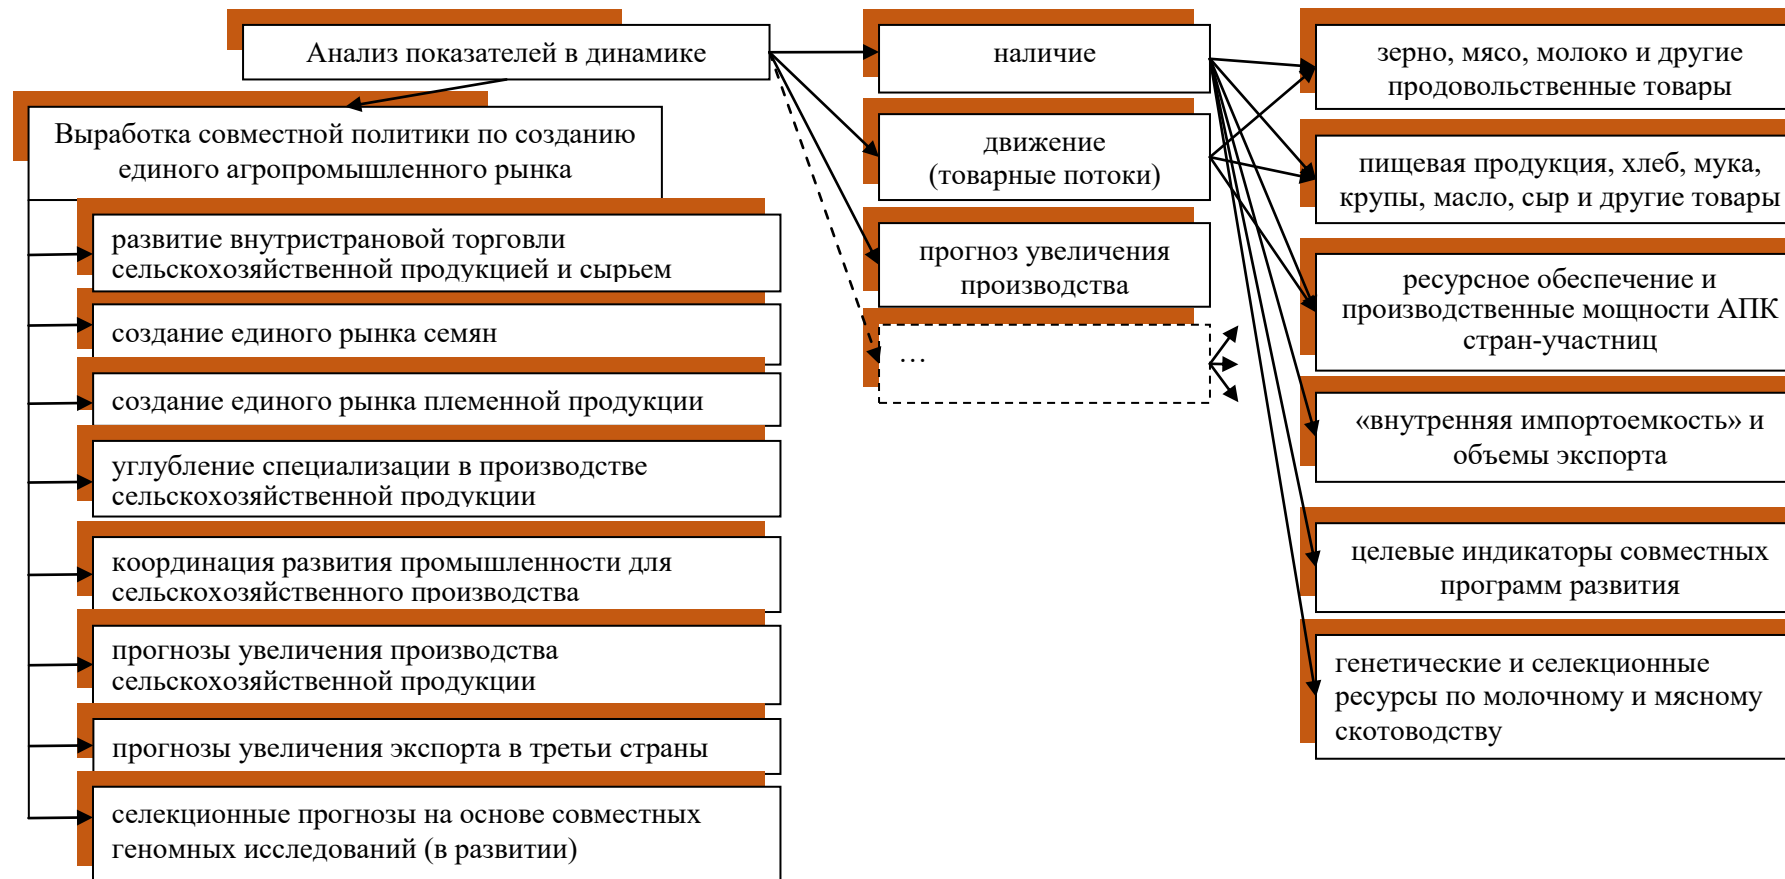 Анализ показателей в динамике
Выработка совместной политики по созданию
единого агропромышленного рынка
развитие внутристрановой торговли
сельскохозяйственной продукцией и сырьем
создание единого рынка семян
создание единого рынка племенной продукции
углубление специализации в производстве
сельскохозяйственной продукции
координация развития промышленности для
сельскохозяйственного производства
прогнозы увеличения производства
сельскохозяйственной продукции
прогнозы увеличения экспорта в третьи страны
селекционные прогнозы на основе совместных
геномных исследований (в развитии)
наличие
движение
(товарные потоки)
прогноз увеличения
производства
…
зерно, мясо, молоко и другие
продовольственные товары
пищевая продукция, хлеб, мука,
крупы, масло, сыр и другие товары
ресурсное обеспечение и
производственные мощности АПК
стран-участниц
«внутренняя импортоемкость» и
объемы экспорта
целевые индикаторы совместных
программ развития
генетические и селекционные
ресурсы по молочному и мясному
скотоводству